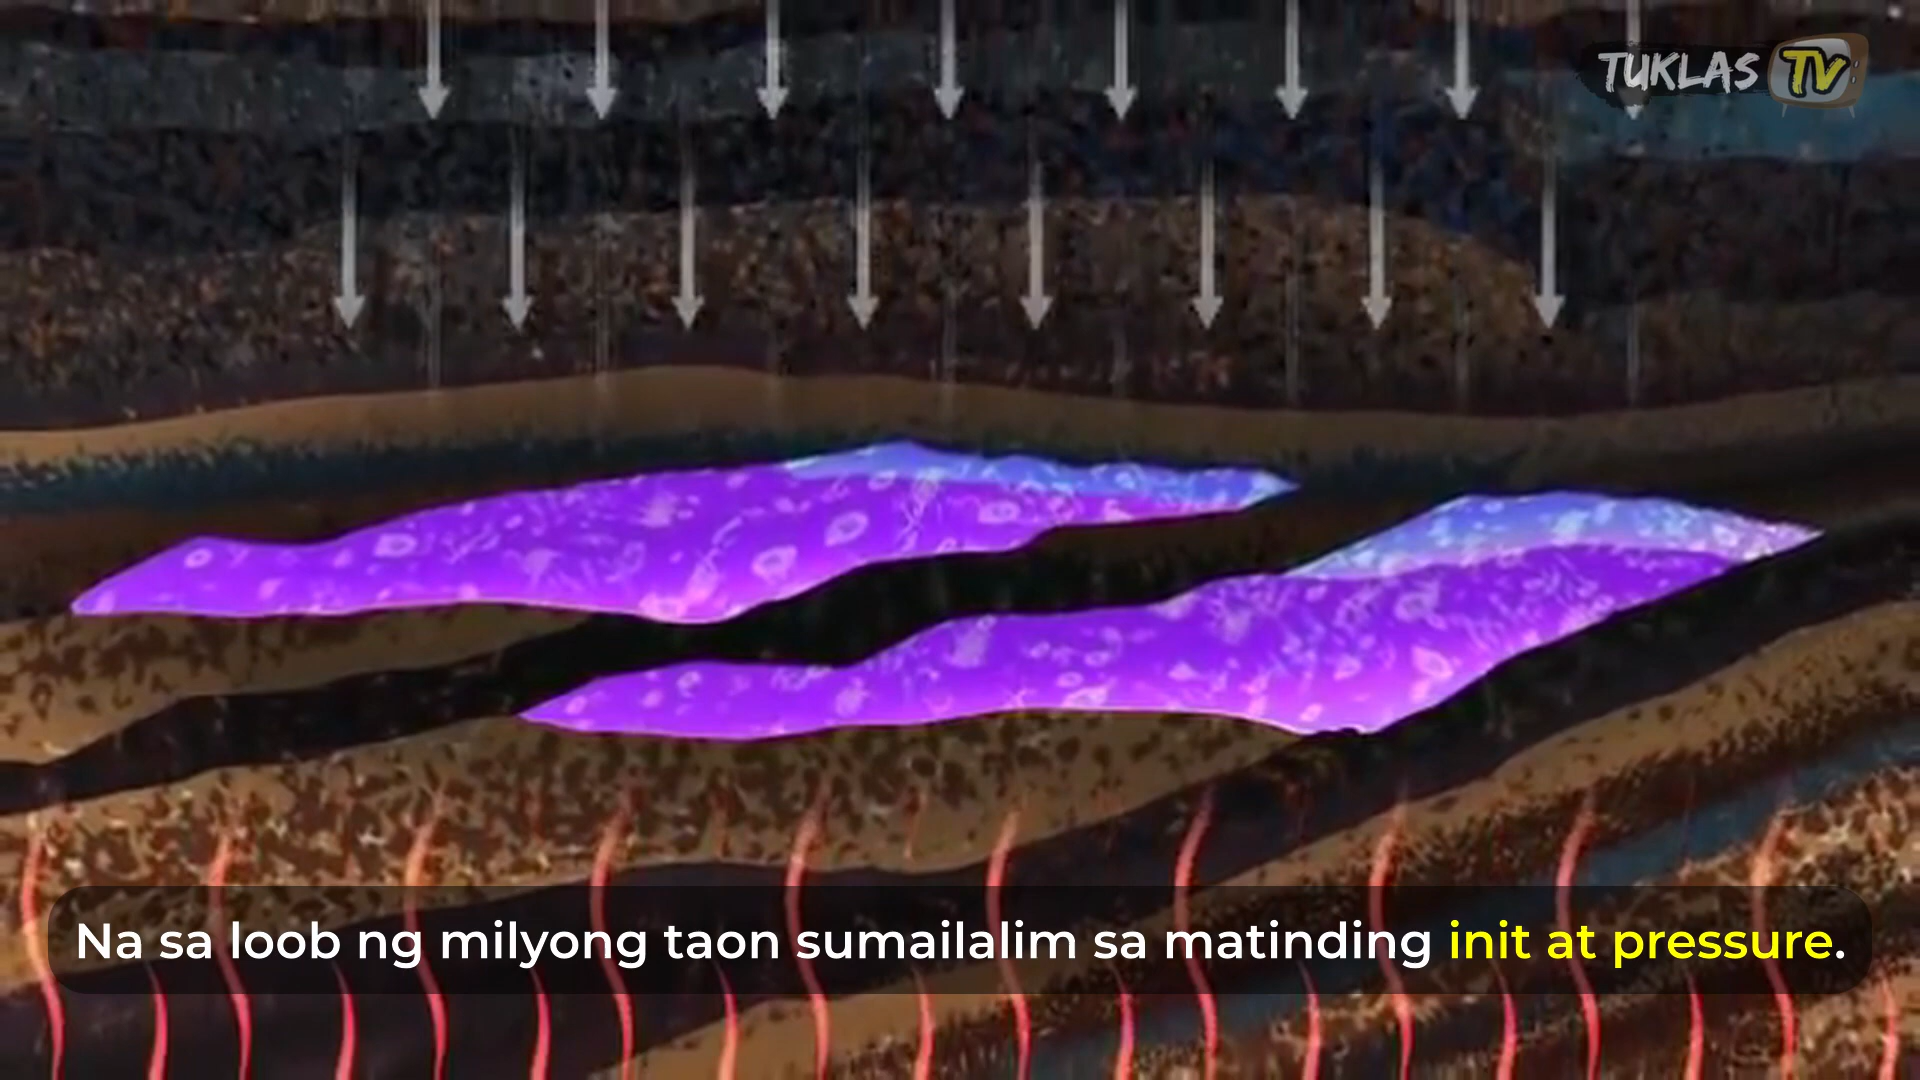 TUKLAS TV
Na sa loob ng milyong taon sumailalim sa matinding init at pressure.